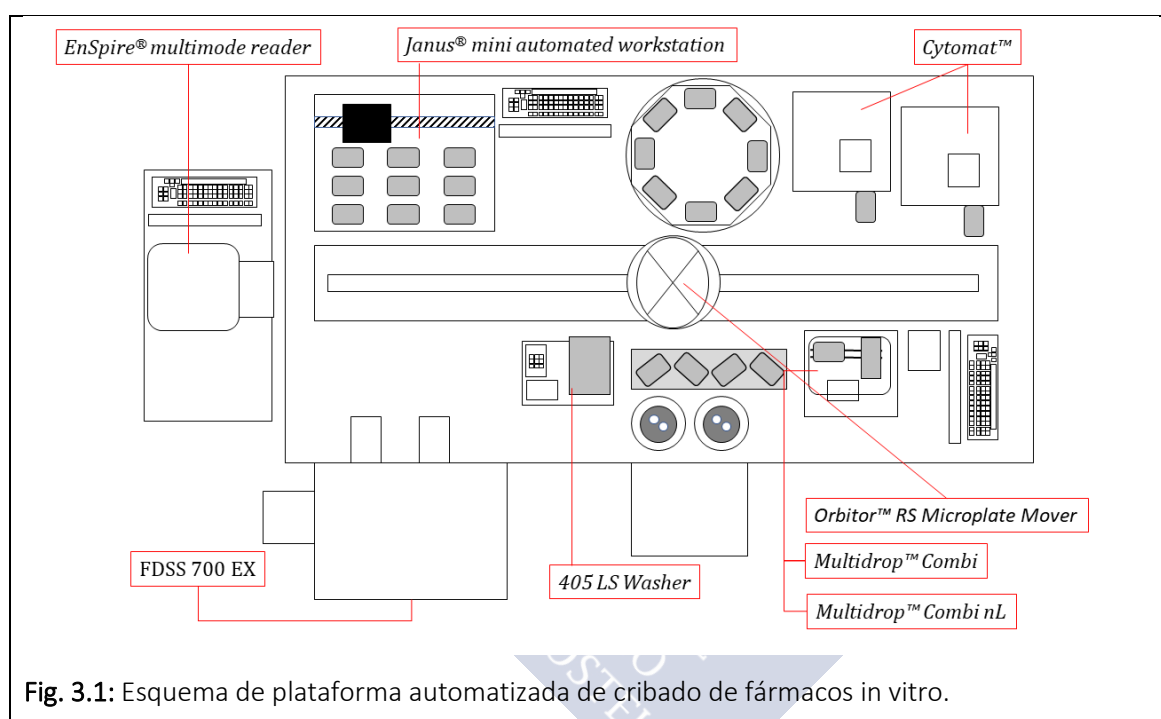 EnSpire® multimode reader
Janus® mini automated workstation
Cytomat™
Orbitor™ RS Microplate Mover
FDSS 700 EX
405 LS Washer
Multidrop™ Combi
Multidrop™ Combi nL
Fig. 3.1: Esquema de plataforma automatizada de cribado de fármacos in vitro.